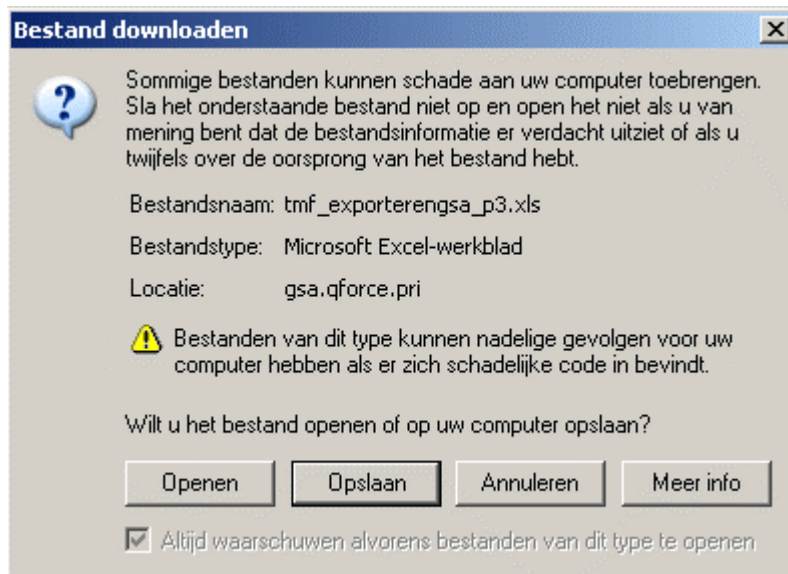 Bestand downloaden
Sommige bestanden kunnen schade aan uw computer toebrengen.
Sla het onderstaande bestand niet op en open het niet als u van
mening bent dat de bestandsinformatie er verdacht uitziet of als u
twijfels over de oorsprong van het bestand hebt.
Bestandsnaam: tmf_exporterengsa_p3.xls
Bestandstype: Microsoft Excel-werkblad
Locatie: gsa.qforce.pri
Bestanden van dit type kunnen nadelige gevolgen voor uw
computer hebben als er zich schadelijke code in bevindt.
Wilt u het bestand openen of op uw computer opslaan?
Openen Opslaan Annuleren Meer info
Altijd waarschuwen alvorens bestanden van dit type te openen